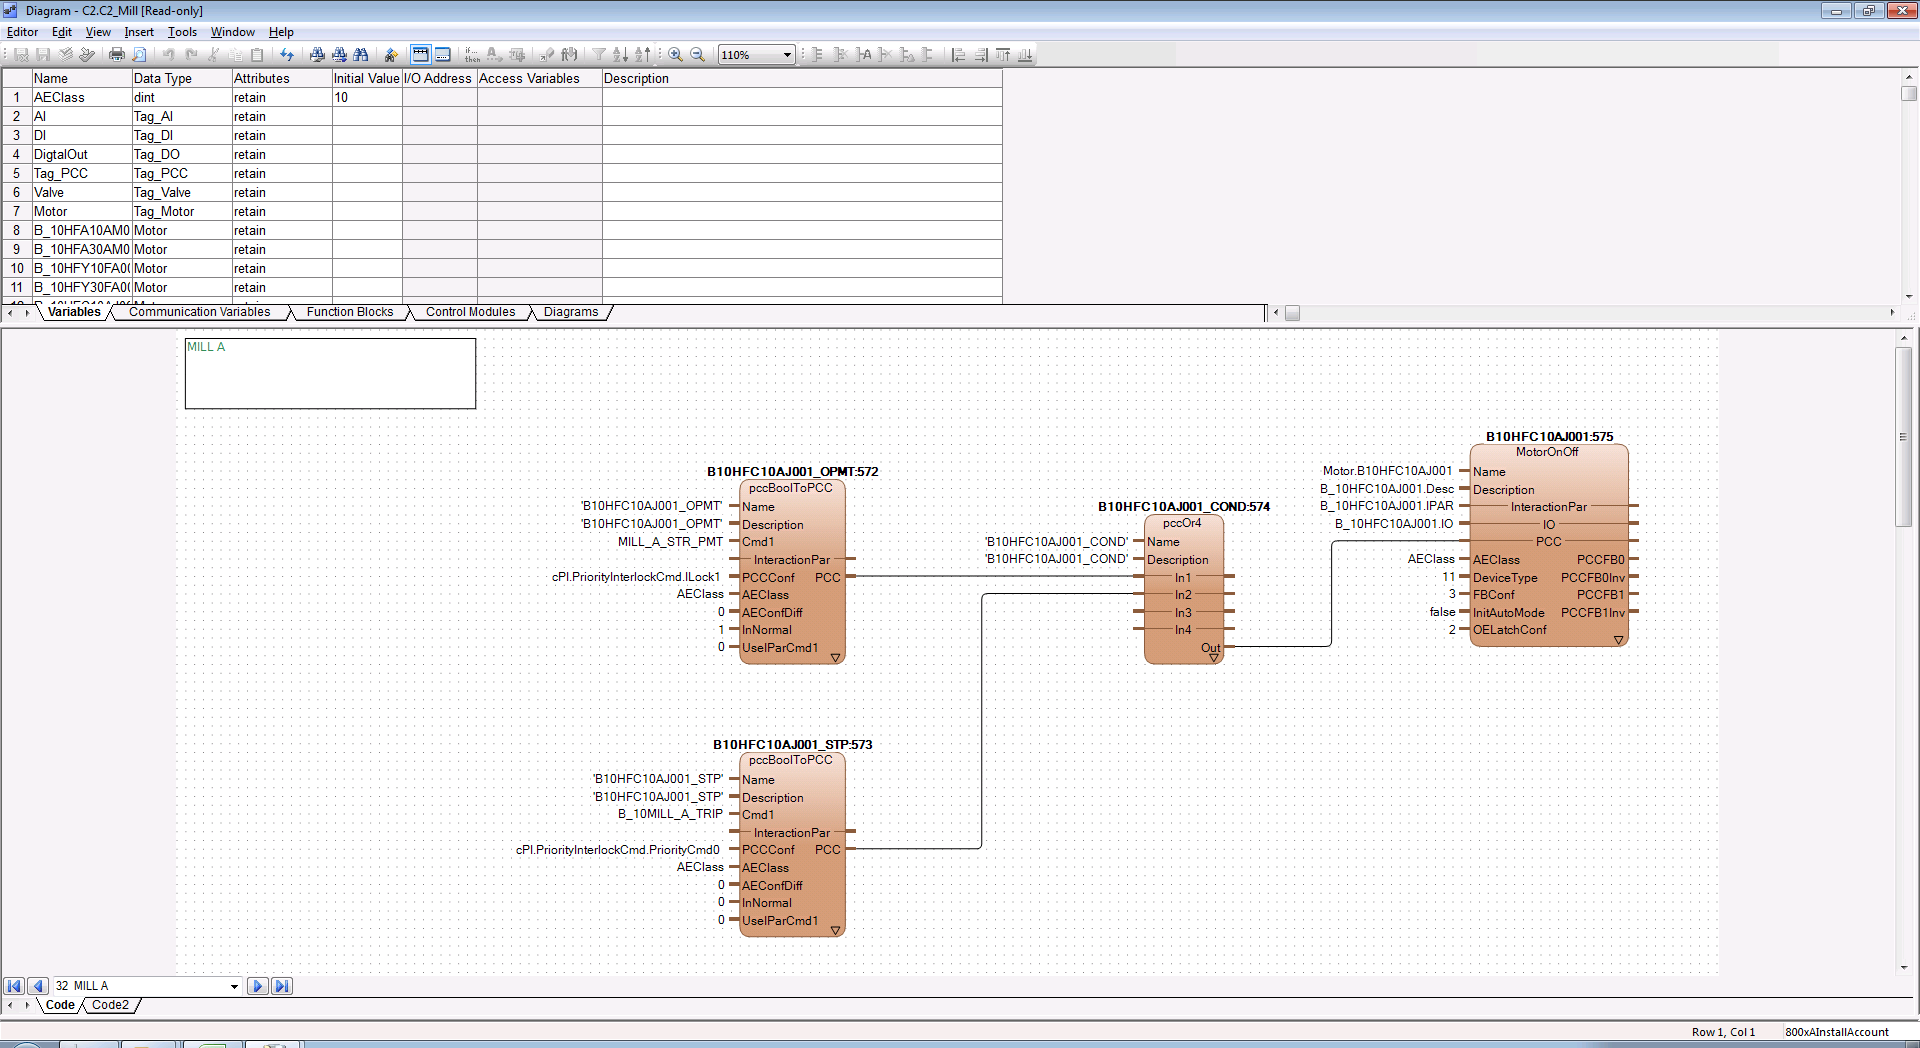 Diagram - C2.C2_Mill [Read-only]
Editor Edit View Insert Tools Window Help
if... then 110%
Name Data Type Attributes Initial Value I/O Address Access Variables Description
1 AEClass dint retain 10
2 AI Tag_AI retain
3 DI Tag_DI retain
4 DigtalOut Tag_DO retain
5 Tag_PCC Tag_PCC retain
6 Valve Tag_Valve retain
7 Motor Tag_Motor retain
8 B_10HFA10AM0 Motor retain
9 B_10HFA30AM0 Motor retain
10 B_10HFY10FA0 Motor retain
11 B_10HFY30FA0 Motor retain
Variables Communication Variables Function Blocks Control Modules Diagrams
MILL A
B10HFC10AJ001_OPMT:572
pccBoolToPCC
'B10HFC10AJ001_OPMT' Name
'B10HFC10AJ001_OPMT' Description
MILL_A_STR_PMT Cmd1
InteractionPar
cPI.PriorityInterlockCmd.ILock1 PCCConf PCC
AEClass AEClass
0 AEConfDiff
1 InNormal
0 UseIParCmd1
B10HFC10AJ001_COND:574
pccOr4
'B10HFC10AJ001_COND' Name
'B10HFC10AJ001_COND' Description
In1
In2
In3
In4
Out
B10HFC10AJ001:575
MotorOnOff
Motor.B10HFC10AJ001 Name
B_10HFC10AJ001.Desc Description
B_10HFC10AJ001.IPAR InteractionPar
B_10HFC10AJ001.IO IO
PCC
AEClass AEClass PCCFB0
11 DeviceType PCCFB0Inv
3 FBConf PCCFB1
false InitAutoMode PCCFB1Inv
2 OELatchConf
B10HFC10AJ001_STP:573
pccBoolToPCC
'B10HFC10AJ001_STP' Name
'B10HFC10AJ001_STP' Description
B_10MILL_A_TRIP Cmd1
InteractionPar
cPI.PriorityInterlockCmd.PriorityCmd0 PCCConf PCC
AEClass AEClass
0 AEConfDiff
0 InNormal
0 UseIParCmd1
32 MILL A
Code Code2
Row 1, Col 1 800xAInstallAccount